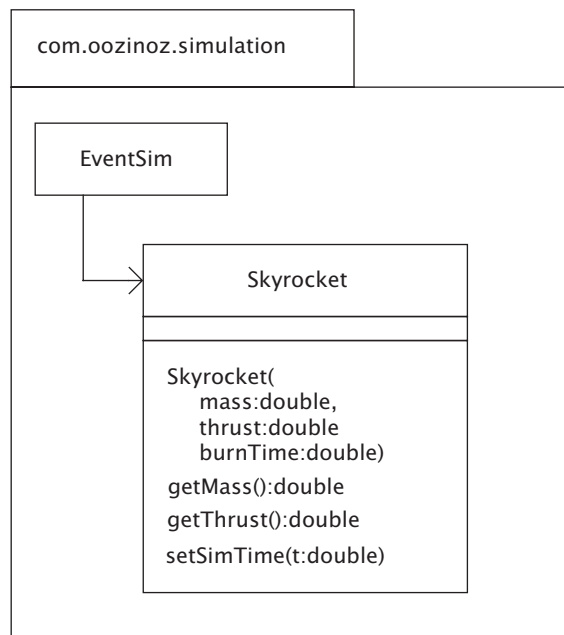 com.oozinoz.simulation
EventSim
Skyrocket
Skyrocket(
mass:double,
thrust:double
burnTime:double)
getMass():double
getThrust():double
setSimTime(t:double)